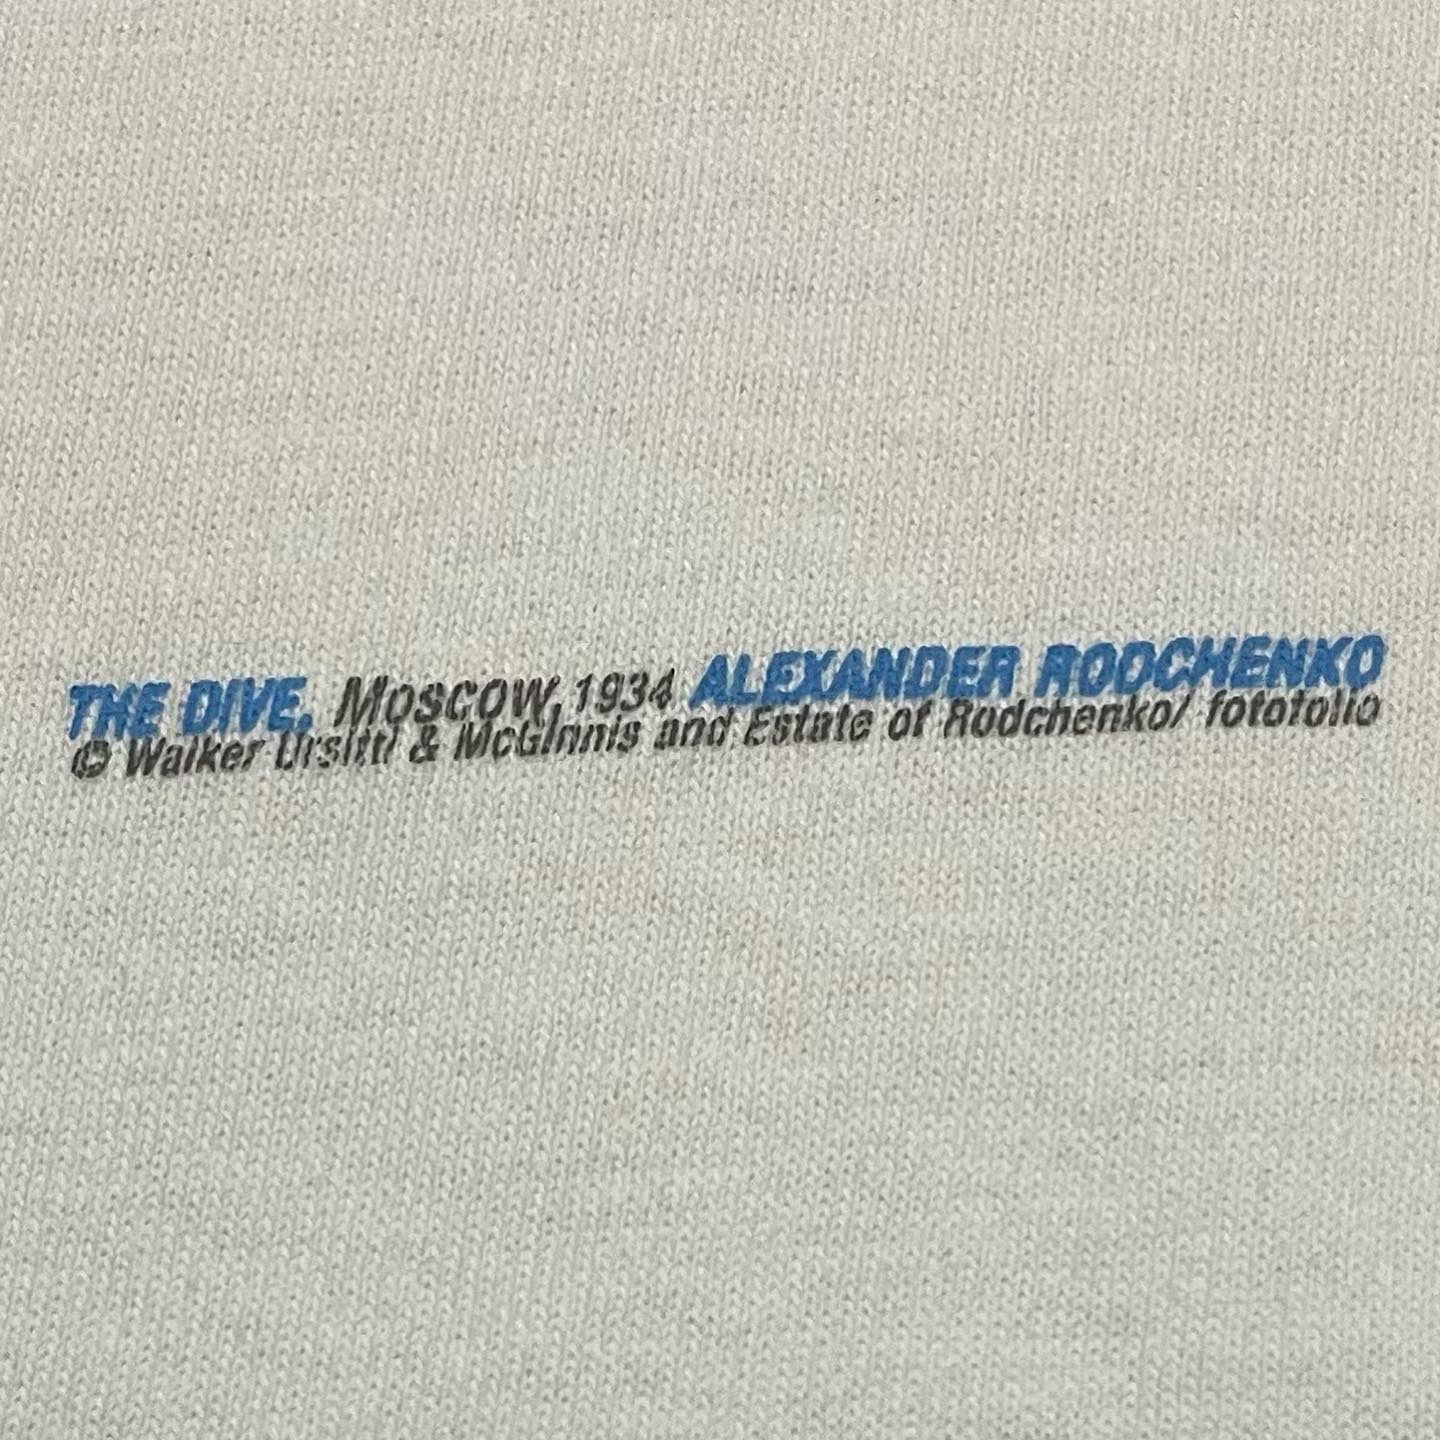 THE DIVE, Moscow, 1934 ALEXANDER RODCHENKO
© Walker Ursitti & McGinnis and Estate of Rodchenko/ fotofolio